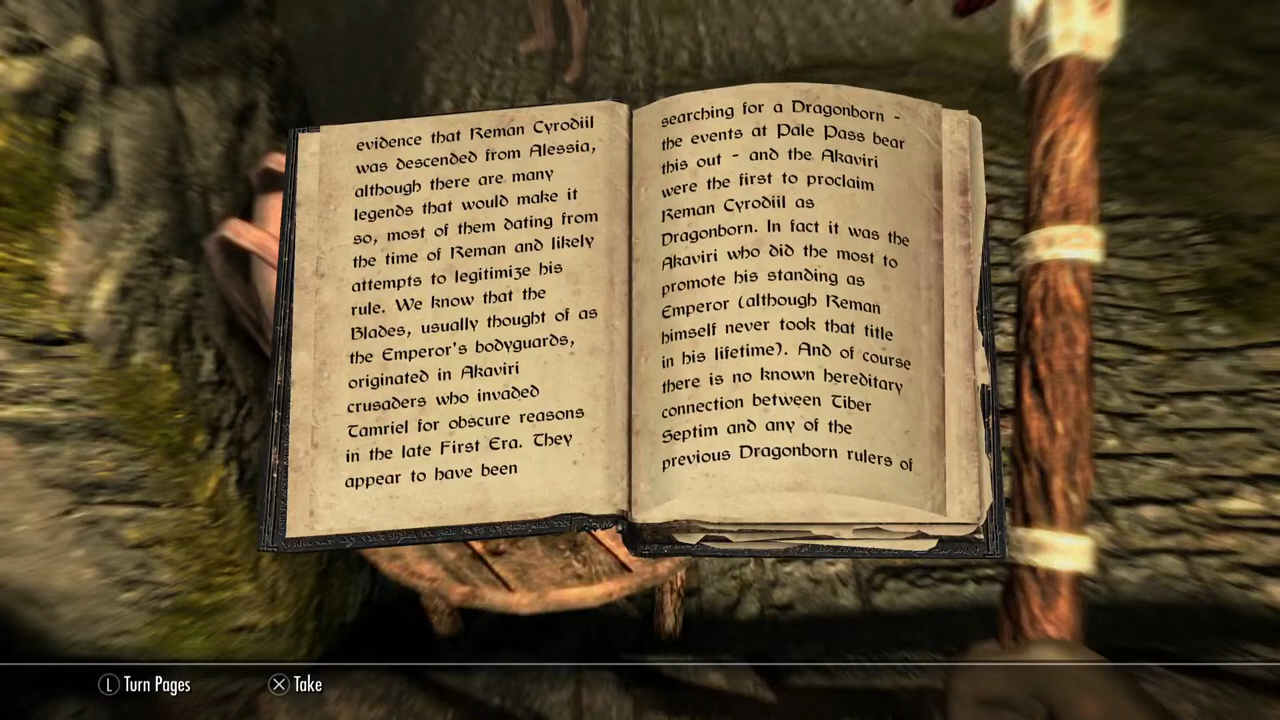 evidence that Reman Cyrodiil
was descended from Alessia,
although there are many
legends that would make it
so, most of them dating from
the time of Reman and likely
attempts to legitimize his
rule. We know that the
Blades, usually thought of as
the Emperor's bodyguards,
originated in Akaviri
crusaders who invaded
Tamriel for obscure reasons
in the late First Era. They
appear to have been
searching for a Dragonborn -
the events at Pale Pass bear
this out - and the Akaviri
were the first to proclaim
Reman Cyrodiil as
Dragonborn. In fact it was the
Akaviri who did the most to
promote his standing as
Emperor (although Reman
himself never took that title
in his lifetime). And of course
there is no known hereditary
connection between Tiber
Septim and any of the
previous Dragonborn rulers of
L Turn Pages
X Take